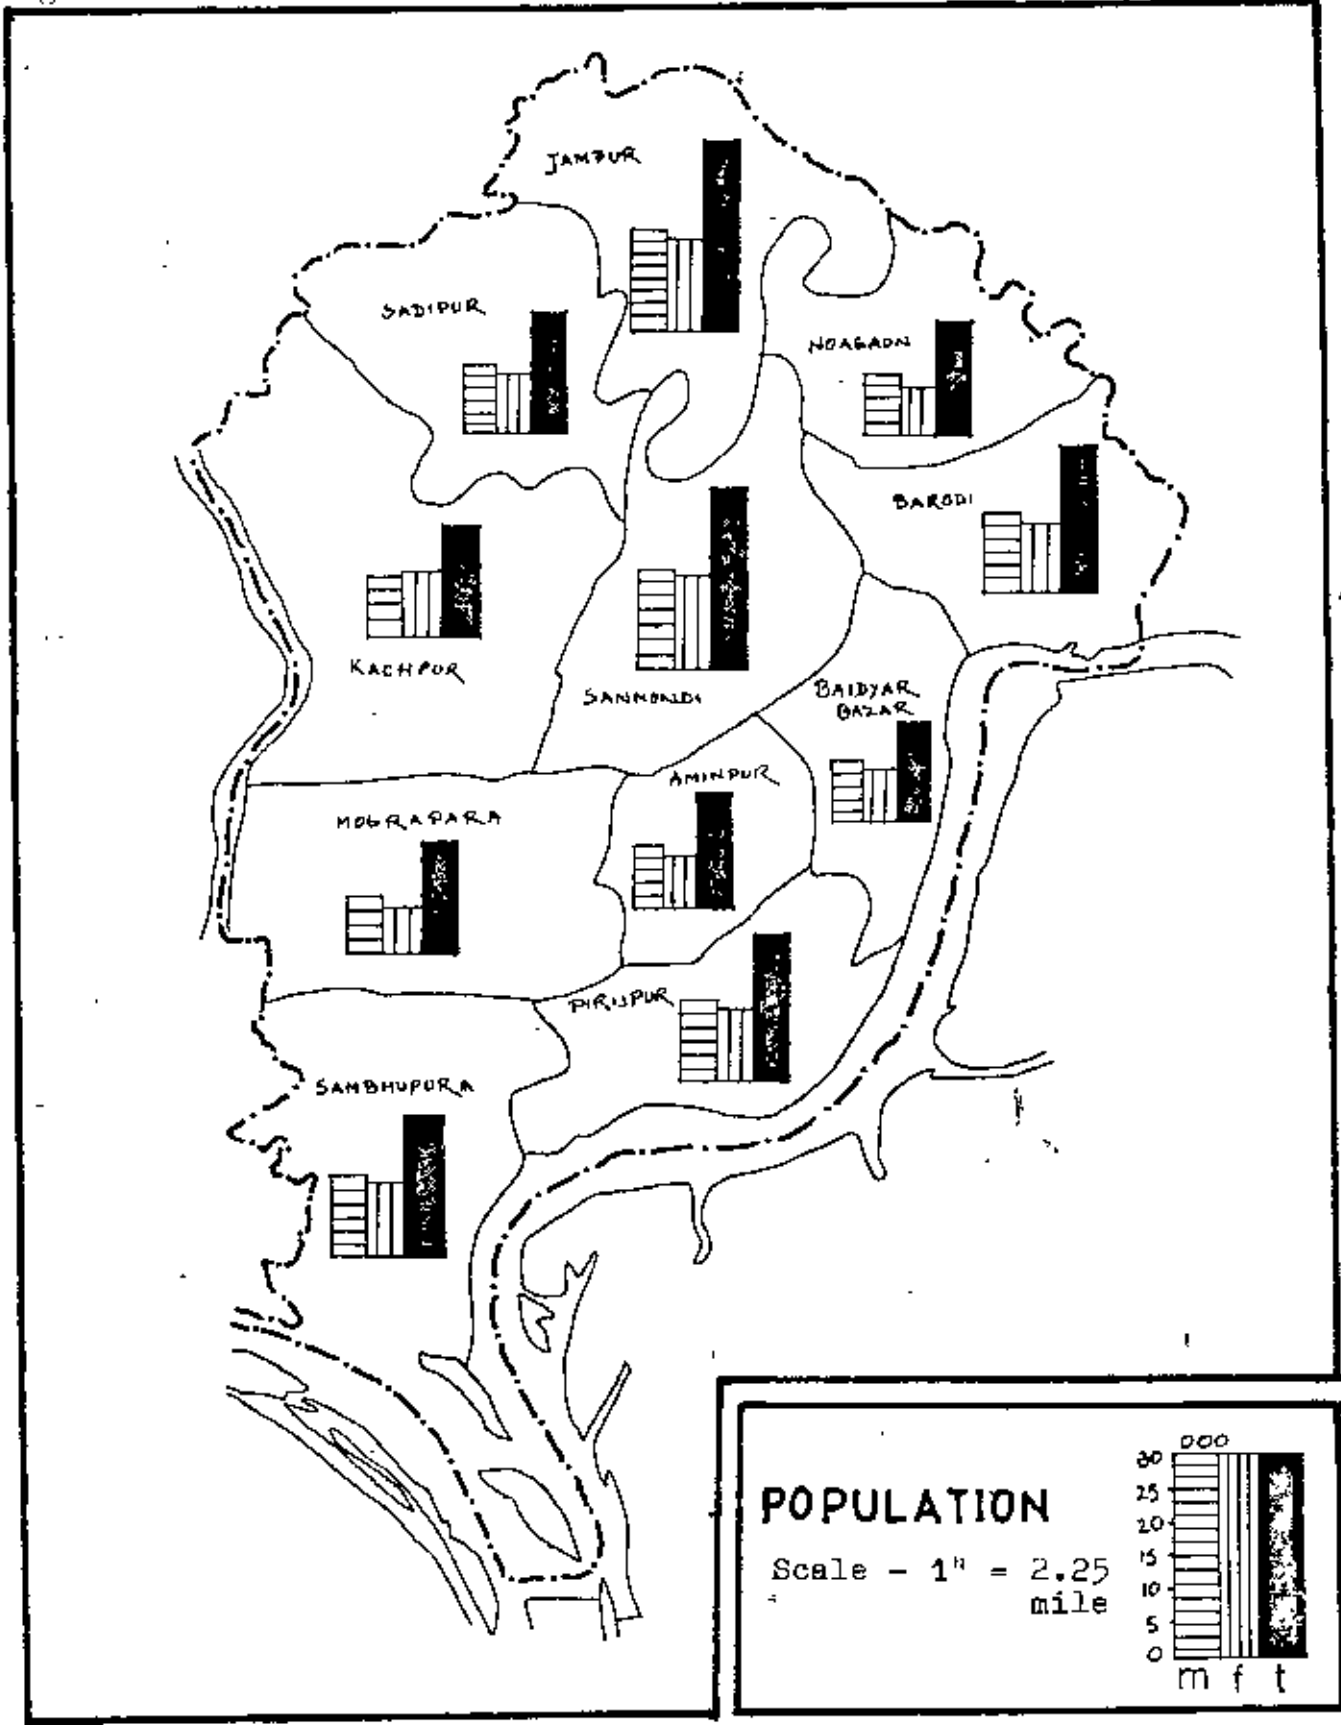 JAMPUR
SADIPUR
NOAGAON
BARODI
KACHPUR
SANMONDI
BAIDYAR
BAZAR
AMINPUR
MOGRAPARA
PIRIJPUR
SAMBHUPURA
POPULATION
Scale - 1" = 2.25
mile
000
30
25
20
15
10
5
0
m f t